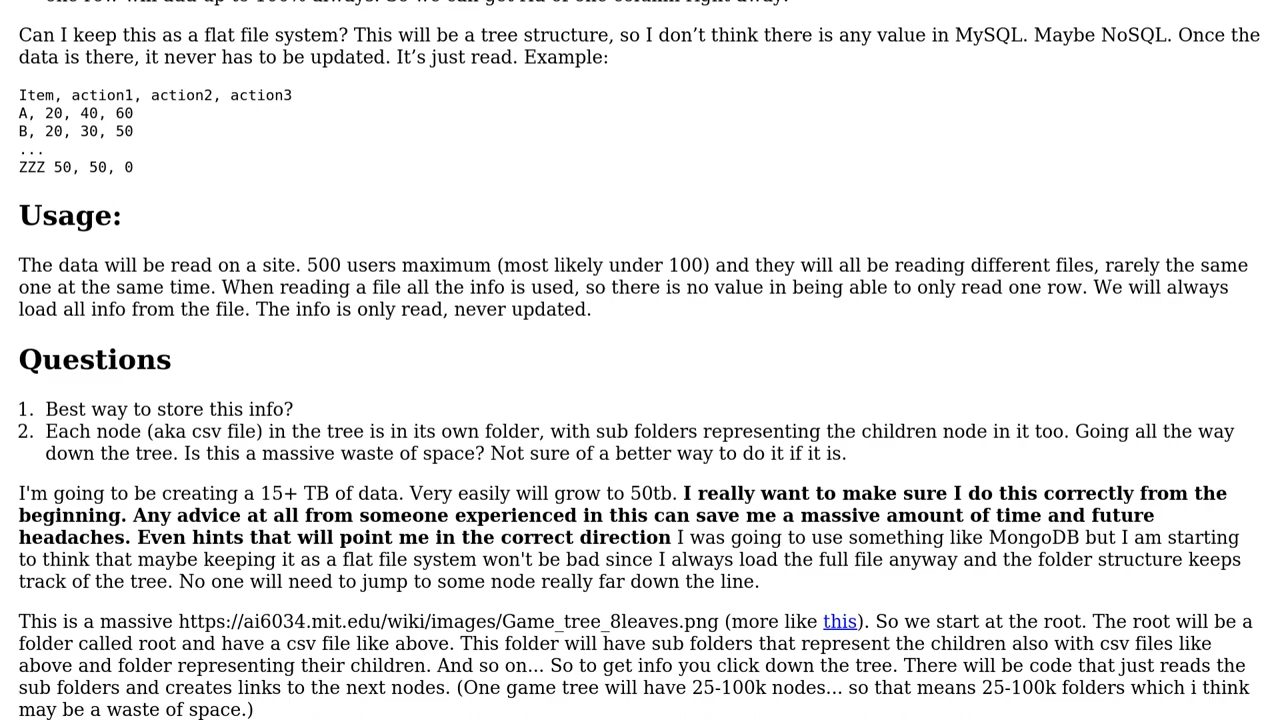 one row will add up to 100% always. So we can get rid of one column right away.
Can I keep this as a flat file system? This will be a tree structure, so I don’t think there is any value in MySQL. Maybe NoSQL. Once the
data is there, it never has to be updated. It’s just read. Example:
Item, action1, action2, action3
A, 20, 40, 60
B, 20, 30, 50
...
ZZZ 50, 50, 0
Usage:
The data will be read on a site. 500 users maximum (most likely under 100) and they will all be reading different files, rarely the same
one at the same time. When reading a file all the info is used, so there is no value in being able to only read one row. We will always
load all info from the file. The info is only read, never updated.
Questions
1. Best way to store this info?
2. Each node (aka csv file) in the tree is in its own folder, with sub folders representing the children node in it too. Going all the way
down the tree. Is this a massive waste of space? Not sure of a better way to do it if it is.
I'm going to be creating a 15+ TB of data. Very easily will grow to 50tb. I really want to make sure I do this correctly from the
beginning. Any advice at all from someone experienced in this can save me a massive amount of time and future
headaches. Even hints that will point me in the correct direction I was going to use something like MongoDB but I am starting
to think that maybe keeping it as a flat file system won't be bad since I always load the full file anyway and the folder structure keeps
track of the tree. No one will need to jump to some node really far down the line.
This is a massive https://ai6034.mit.edu/wiki/images/Game_tree_8leaves.png (more like this). So we start at the root. The root will be a
folder called root and have a csv file like above. This folder will have sub folders that represent the children also with csv files like
above and folder representing their children. And so on... So to get info you click down the tree. There will be code that just reads the
sub folders and creates links to the next nodes. (One game tree will have 25-100k nodes... so that means 25-100k folders which i think
may be a waste of space.)